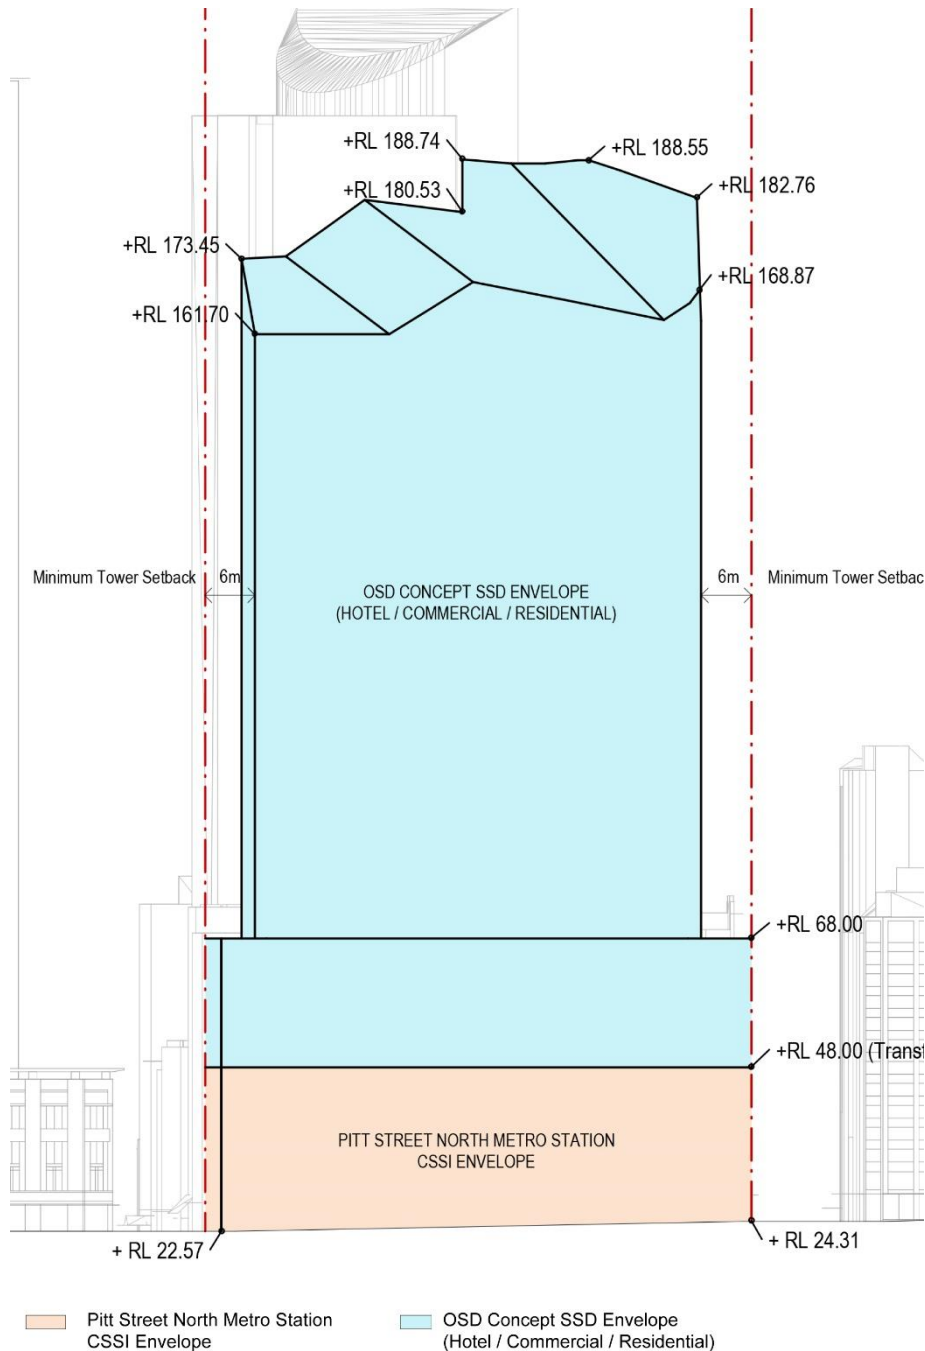 +RL 188.74
+RL 188.55
+RL 180.53
+RL 182.76
+RL 173.45
+RL 168.87
+RL 161.70
Minimum Tower Setback
6m
OSD CONCEPT SSD ENVELOPE
(HOTEL / COMMERCIAL / RESIDENTIAL)
6m
Minimum Tower Setbac
+RL 68.00
+RL 48.00 (Transf
PITT STREET NORTH METRO STATION
CSSI ENVELOPE
+ RL 22.57
+ RL 24.31
Pitt Street North Metro Station
CSSI Envelope
OSD Concept SSD Envelope
(Hotel / Commercial / Residential)